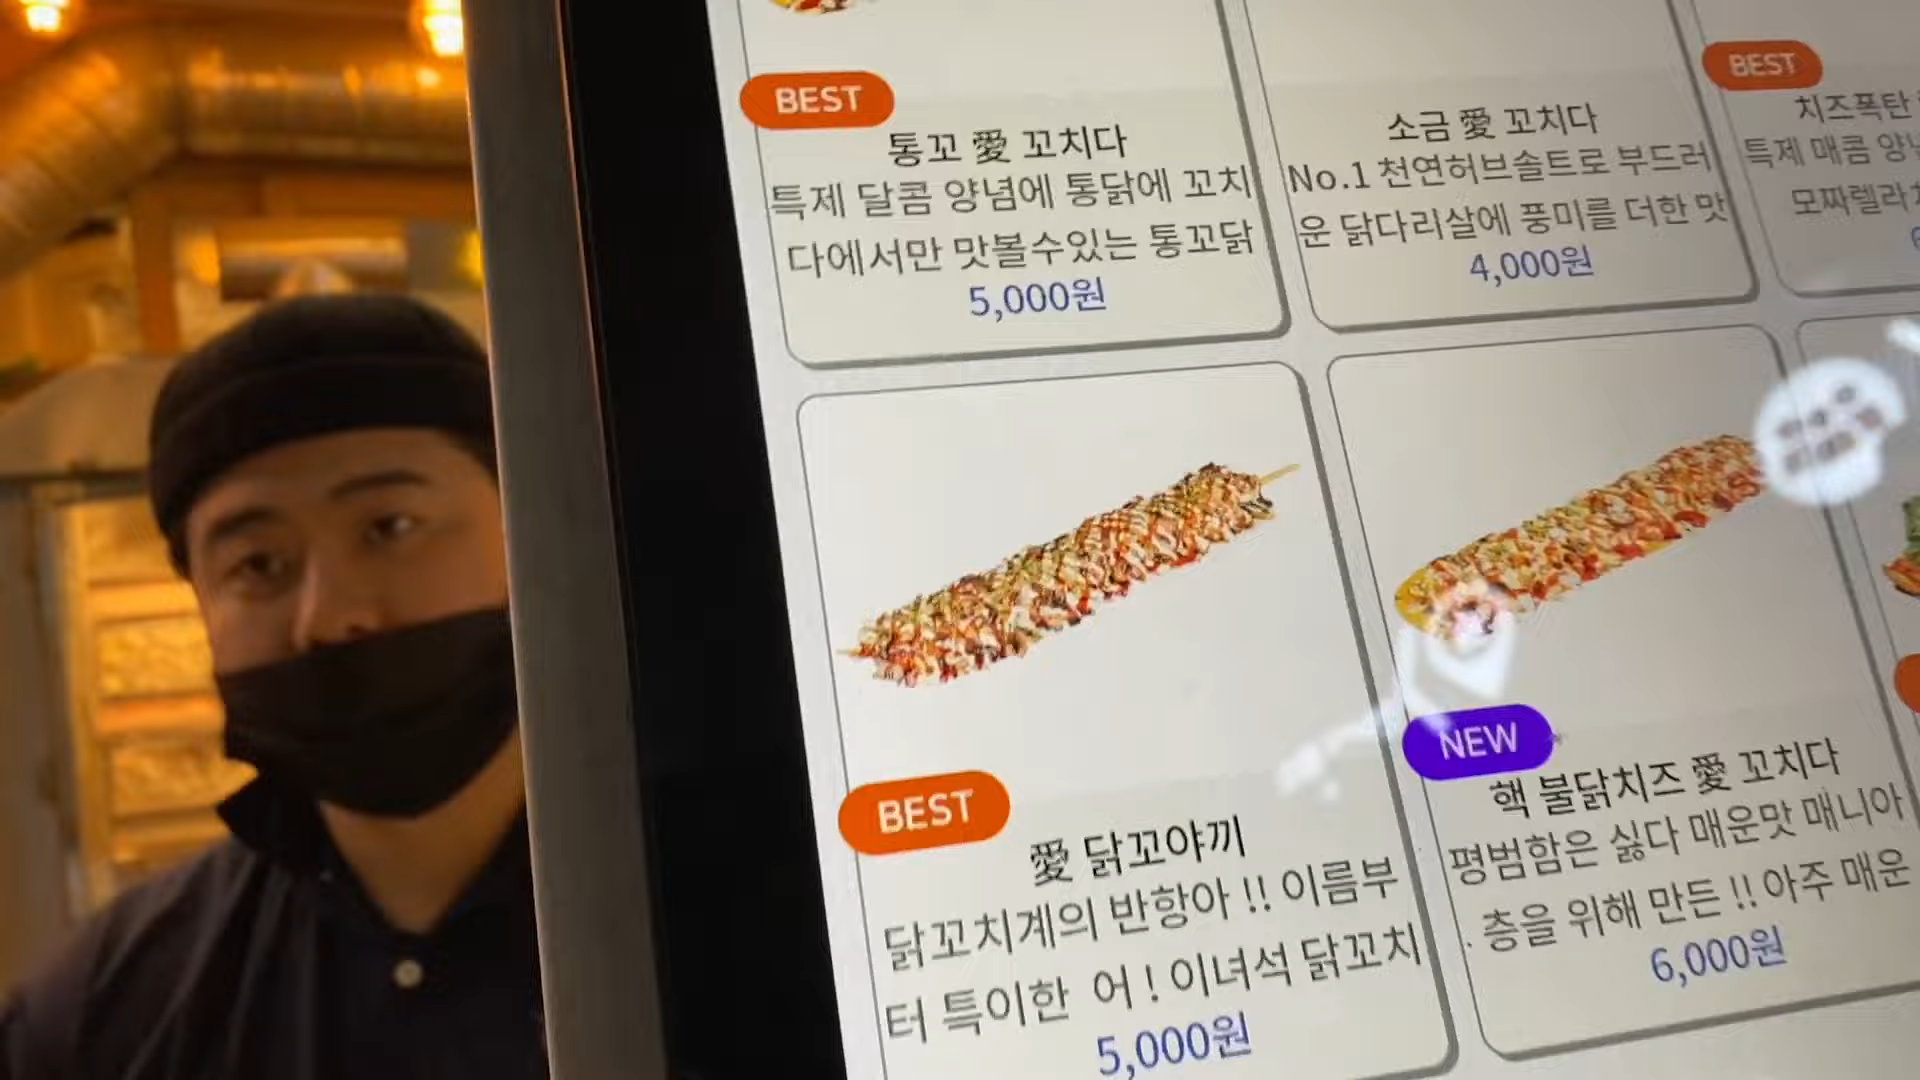 BEST
통꼬 愛 꼬치다
특제 달콤 양념에 통닭에 꼬치
다에서만 맛볼수있는 통꼬닭
5,000원
소금 愛 꼬치다
No.1 천연허브솔트로 부드러
운 닭다리살에 풍미를 더한 맛
4,000원
BEST
치즈폭탄
특제 매콤 양념
모짜렐라치
BEST
愛 닭꼬야끼
닭꼬치계의 반항아 !! 이름부
터 특이한 어 ! 이녀석 닭꼬치
5,000원
NEW
핵 불닭치즈 愛 꼬치다
평범함은 싫다 매운맛 매니아
층을 위해 만든 !! 아주 매운
6,000원